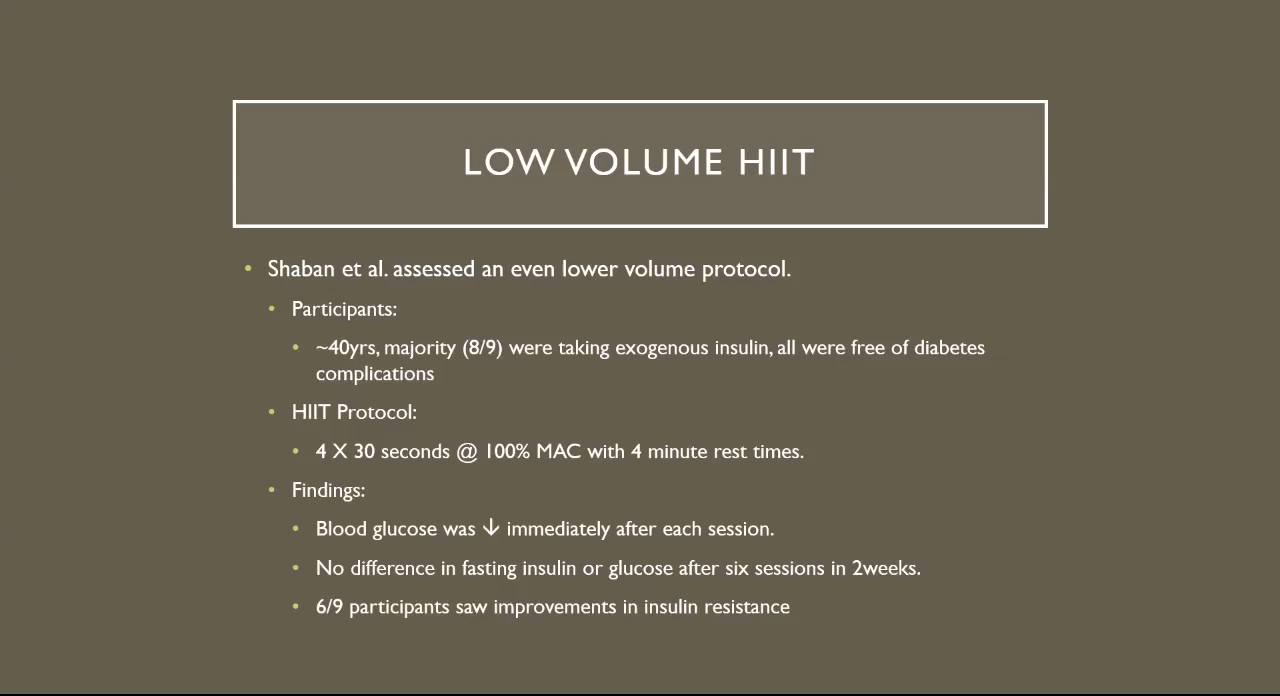 LOW VOLUME HIIT
• Shaban et al. assessed an even lower volume protocol.
• Participants:
• ~40yrs, majority (8/9) were taking exogenous insulin, all were free of diabetes
complications
• HIIT Protocol:
• 4 X 30 seconds @ 100% MAC with 4 minute rest times.
• Findings:
• Blood glucose was ↓ immediately after each session.
• No difference in fasting insulin or glucose after six sessions in 2weeks.
• 6/9 participants saw improvements in insulin resistance